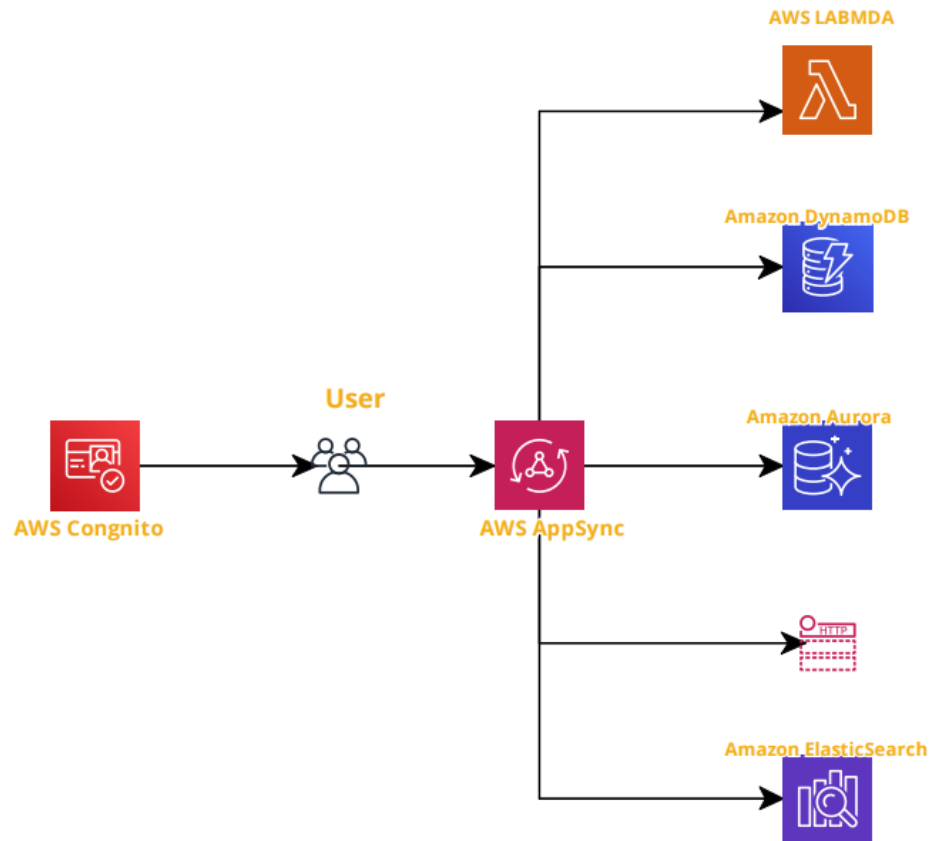 AWS LABMDA
Amazon DynamoDB
User
Amazon Aurora
AWS Congnito
AWS AppSync
HTTP
Amazon ElasticSearch